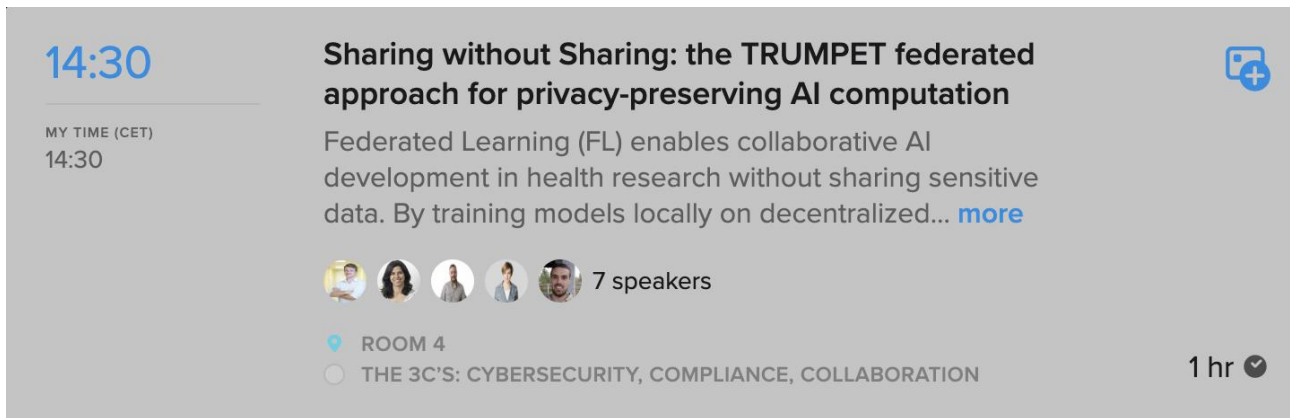 14:30
MY TIME (CET)
14:30
Sharing without Sharing: the TRUMPET federated
approach for privacy-preserving AI computation
Federated Learning (FL) enables collaborative AI
development in health research without sharing sensitive
data. By training models locally on decentralized... more
7 speakers
ROOM 4
THE 3C'S: CYBERSECURITY, COMPLIANCE, COLLABORATION
1 hr